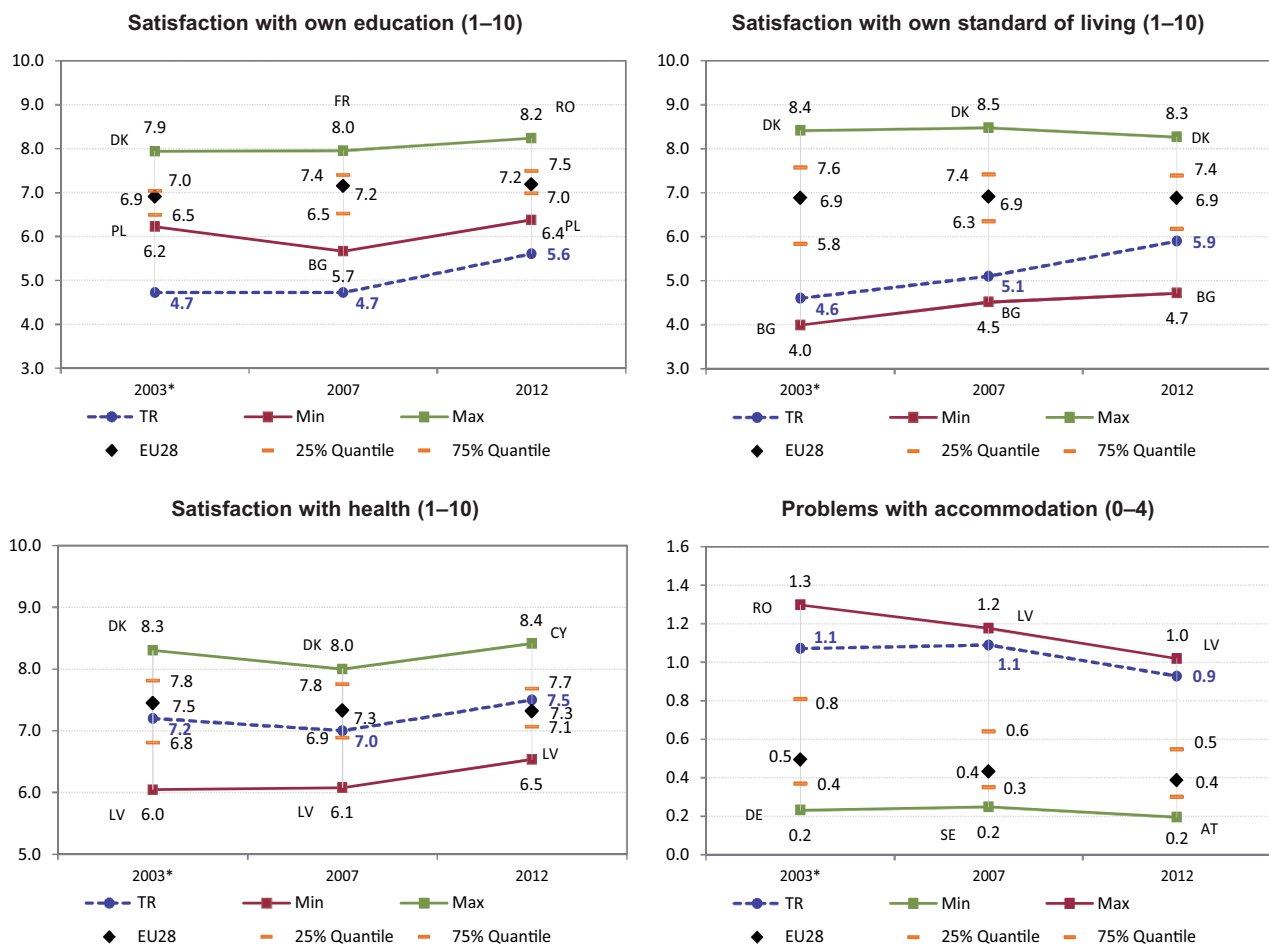 Satisfaction with own education (1–10)
10.0
9.0
8.0
7.0
6.0
5.0
4.0
3.0
DK
7.9
FR
8.0
RO
8.2
7.0
6.9
6.5
PL
6.2
7.4
7.2
6.5
BG
5.7
7.5
7.2
7.0
PL
6.4
4.7
4.7
5.6
2003*
2007
2012
TR
Min
Max
EU28
25% Quantile
75% Quantile
Satisfaction with own standard of living (1–10)
10.0
9.0
8.0
7.0
6.0
5.0
4.0
3.0
DK
8.4
DK
8.5
8.3
DK
7.6
6.9
5.8
7.4
6.9
6.3
7.4
6.9
4.6
5.1
5.9
BG
4.0
BG
4.5
BG
4.7
2003*
2007
2012
TR
Min
Max
EU28
25% Quantile
75% Quantile
Satisfaction with health (1–10)
10.0
9.0
8.0
7.0
6.0
5.0
DK
8.3
DK
8.0
8.4
CY
7.8
7.5
7.2
6.8
7.8
7.3
6.9
7.0
7.7
7.5
7.3
7.1
LV
6.0
LV
6.1
LV
6.5
2003*
2007
2012
TR
Min
Max
EU28
25% Quantile
75% Quantile
Problems with accommodation (0–4)
1.6
1.4
1.2
1.0
0.8
0.6
0.4
0.2
0.0
RO
1.3
1.2
LV
1.0
LV
1.1
1.1
0.9
0.8
0.5
0.4
0.6
0.4
0.3
0.5
0.4
DE
0.2
SE
0.2
AT
0.2
2003*
2007
2012
TR
Min
Max
EU28
25% Quantile
75% Quantile